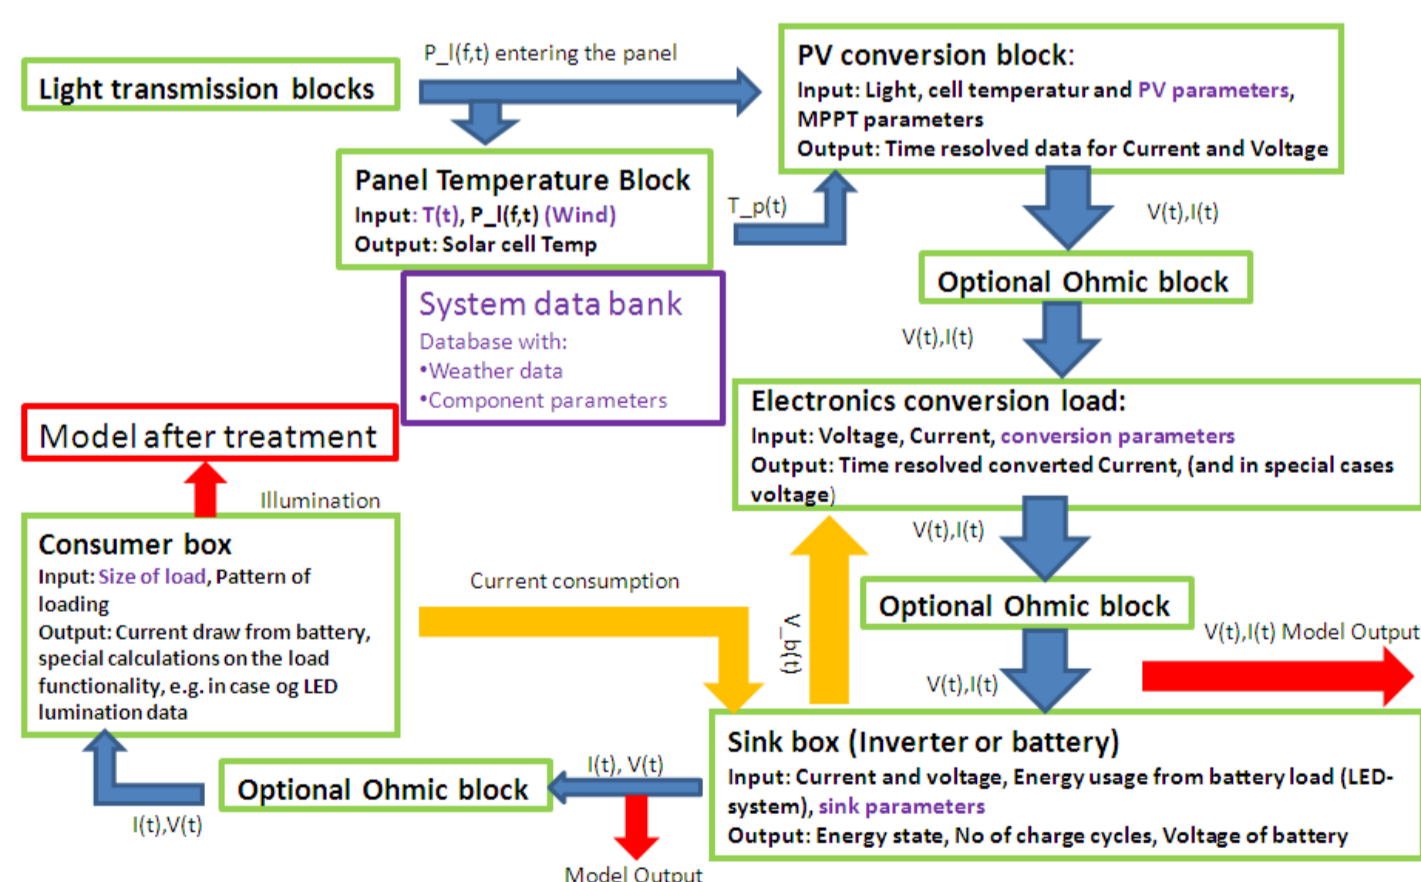 P_l(f,t) entering the panel
Light transmission blocks
PV conversion block:
Input: Light, cell temperatur and PV parameters,
MPPT parameters
Output: Time resolved data for Current and Voltage
Panel Temperature Block
Input: T(t), P_l(f,t) (Wind)
Output: Solar cell Temp
T_p(t)
V(t),I(t)
Optional Ohmic block
System data bank
Database with:
•Weather data
•Component parameters
V(t),I(t)
Electronics conversion load:
Input: Voltage, Current, conversion parameters
Output: Time resolved converted Current, (and in special cases
voltage)
Model after treatment
Illumination
V(t),I(t)
Consumer box
Input: Size of load, Pattern of
loading
Output: Current draw from battery,
special calculations on the load
functionality, e.g. in case og LED
lumination data
Current consumption
V_b(t)
Optional Ohmic block
V(t),I(t) Model Output
V(t),I(t)
Sink box (Inverter or battery)
Input: Current and voltage, Energy usage from battery load (LED-
system), sink parameters
Output: Energy state, No of charge cycles, Voltage of battery
I(t), V(t)
Optional Ohmic block
I(t),V(t)
Model Output